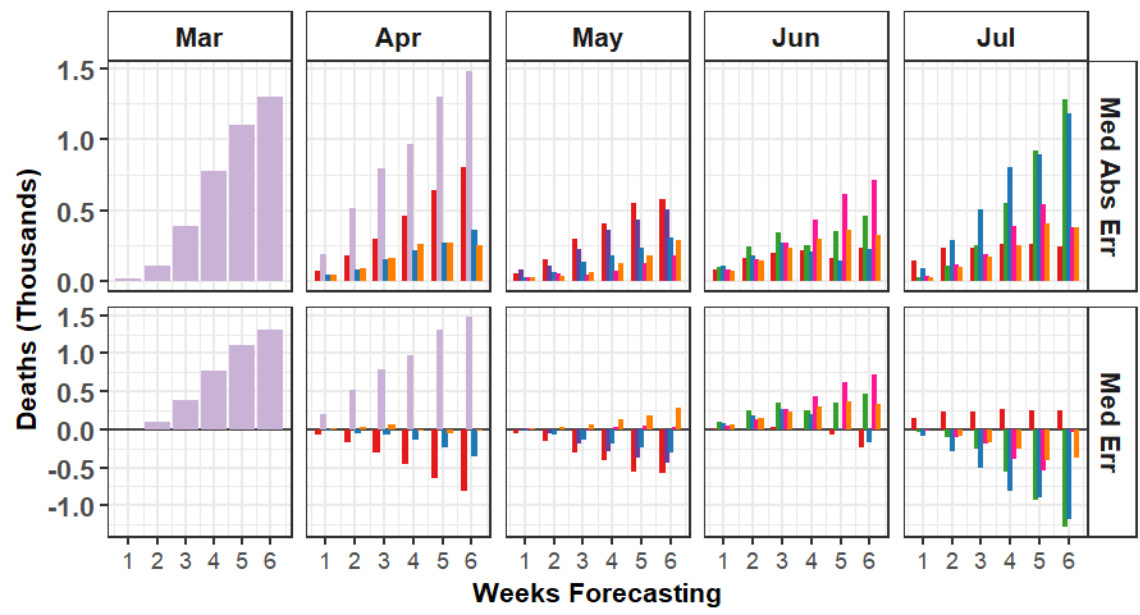 Mar Apr May Jun Jul
1.5
1.0
0.5
0.0
Med Abs Err
1.5
1.0
0.5
0.0
-0.5
-1.0
Med Err
Deaths (Thousands)
1 2 3 4 5 6 1 2 3 4 5 6 1 2 3 4 5 6 1 2 3 4 5 6 1 2 3 4 5 6
Weeks Forecasting